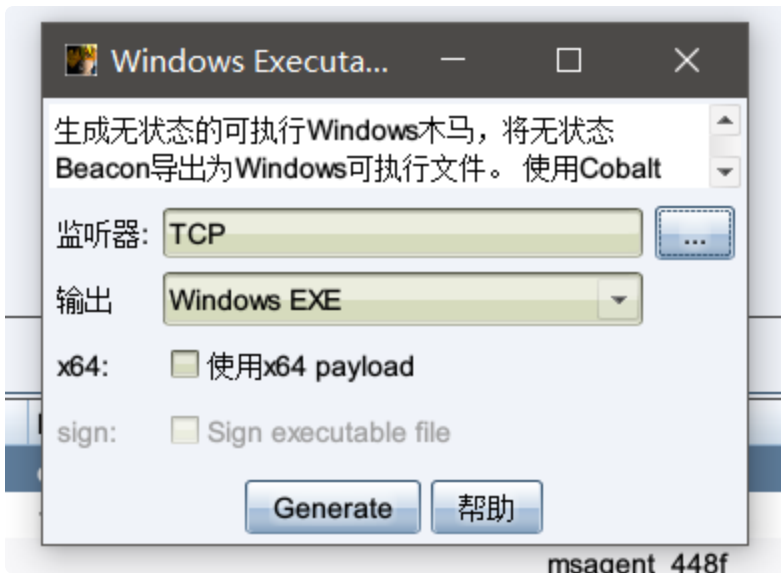 Windows Executa...
生成无状态的可执行Windows木马，将无状态
Beacon导出为Windows可执行文件。 使用Cobalt
监听器: TCP
...
输出 Windows EXE
x64: 使用x64 payload
sign: Sign executable file
Generate 帮助
msagent_448f